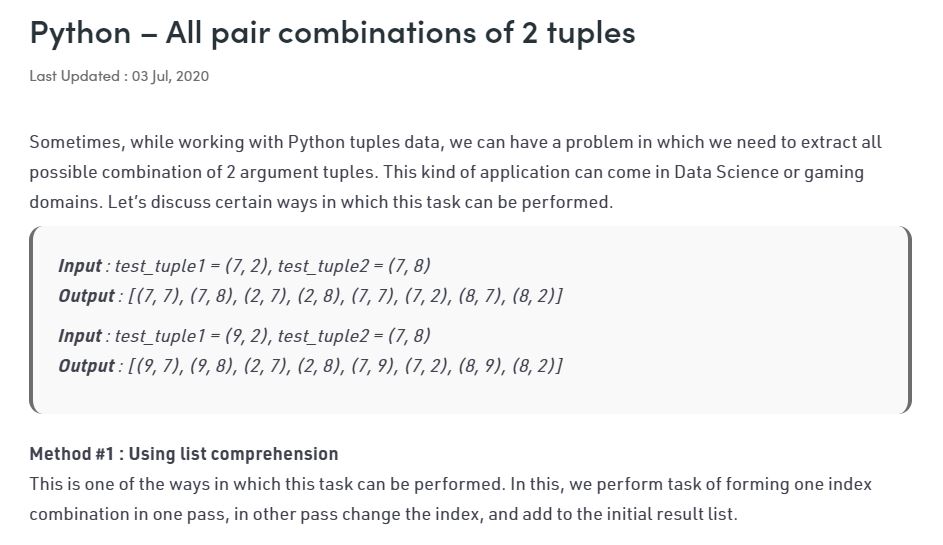 Python – All pair combinations of 2 tuples
Last Updated : 03 Jul, 2020
Sometimes, while working with Python tuples data, we can have a problem in which we need to extract all
possible combination of 2 argument tuples. This kind of application can come in Data Science or gaming
domains. Let’s discuss certain ways in which this task can be performed.
Input : test_tuple1 = (7, 2), test_tuple2 = (7, 8)
Output : [(7, 7), (7, 8), (2, 7), (2, 8), (7, 7), (7, 2), (8, 7), (8, 2)]
Input : test_tuple1 = (9, 2), test_tuple2 = (7, 8)
Output : [(9, 7), (9, 8), (2, 7), (2, 8), (7, 9), (7, 2), (8, 9), (8, 2)]
Method #1 : Using list comprehension
This is one of the ways in which this task can be performed. In this, we perform task of forming one index
combination in one pass, in other pass change the index, and add to the initial result list.